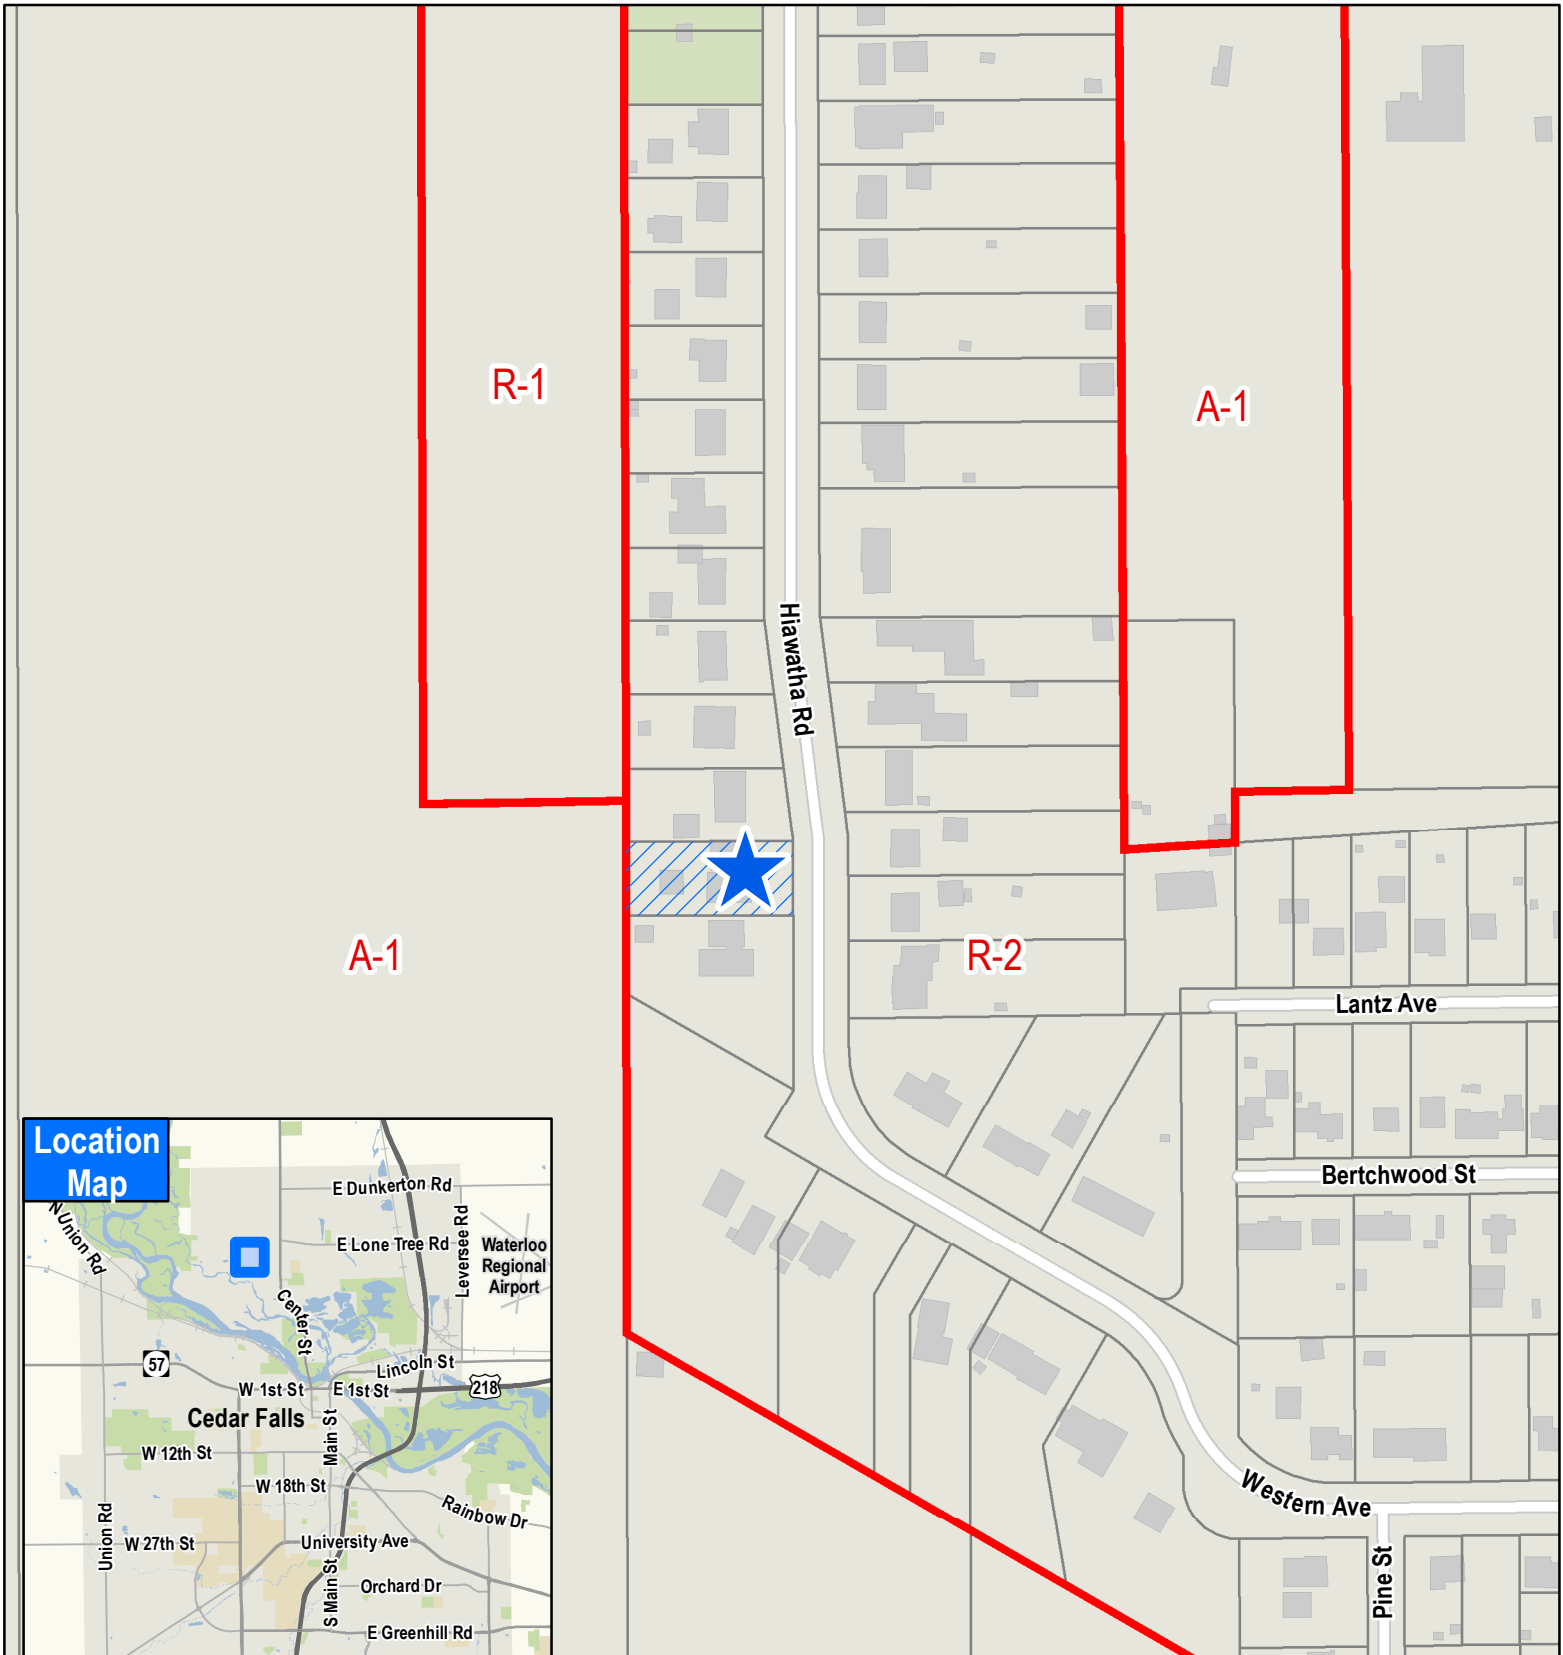 R-1
A-1
Hiawatha Rd
A-1
R-2
Lantz Ave
Bertchwood St
Western Ave
Pine St
Location
Map
N Union Rd
E Dunkerton Rd
E Lone Tree Rd
Leversee Rd
Waterloo
Regional
Airport
Center St
57
Lincoln St
W 1st St
E 1st St
218
Cedar Falls
Main St
W 12th St
W 18th St
Rainbow Dr
Union Rd
W 27th St
University Ave
S Main St
Orchard Dr
E Greenhill Rd